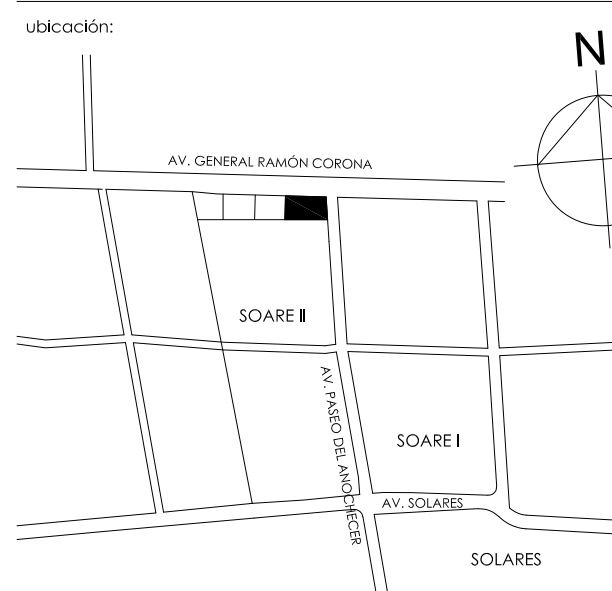 ubicación:
N
AV. GENERAL RAMÓN CORONA
SOARE II
AV. PASEO DEL ANOCHECER
SOARE I
AV. SOLARES
SOLARES